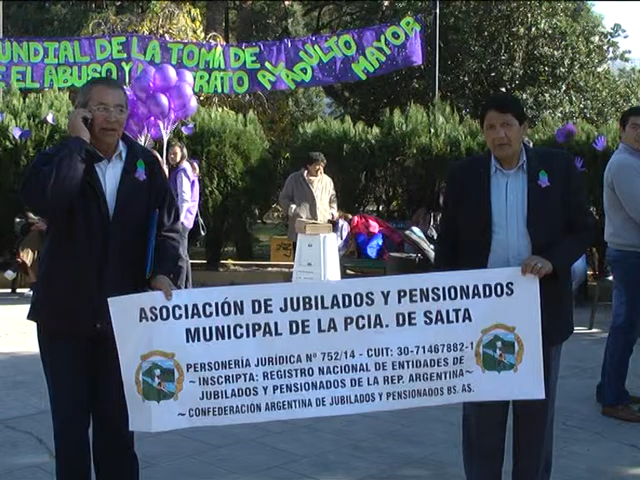 UNDIAL DE LA TOMA DE
E EL ABUSO Y RATO AL ADULTO MAYOR
ASOCIACIÓN DE JUBILADOS Y PENSIONADOS
MUNICIPAL DE LA PCIA. DE SALTA
PERSONERÍA JURÍDICA Nº 752/14 - CUIT: 30-71467882-1
~ INSCRIPTA: REGISTRO NACIONAL DE ENTIDADES DE
JUBILADOS Y PENSIONADOS DE LA REP. ARGENTINA ~
~ CONFEDERACIÓN ARGENTINA DE JUBILADOS Y PENSIONADOS BS. AS.